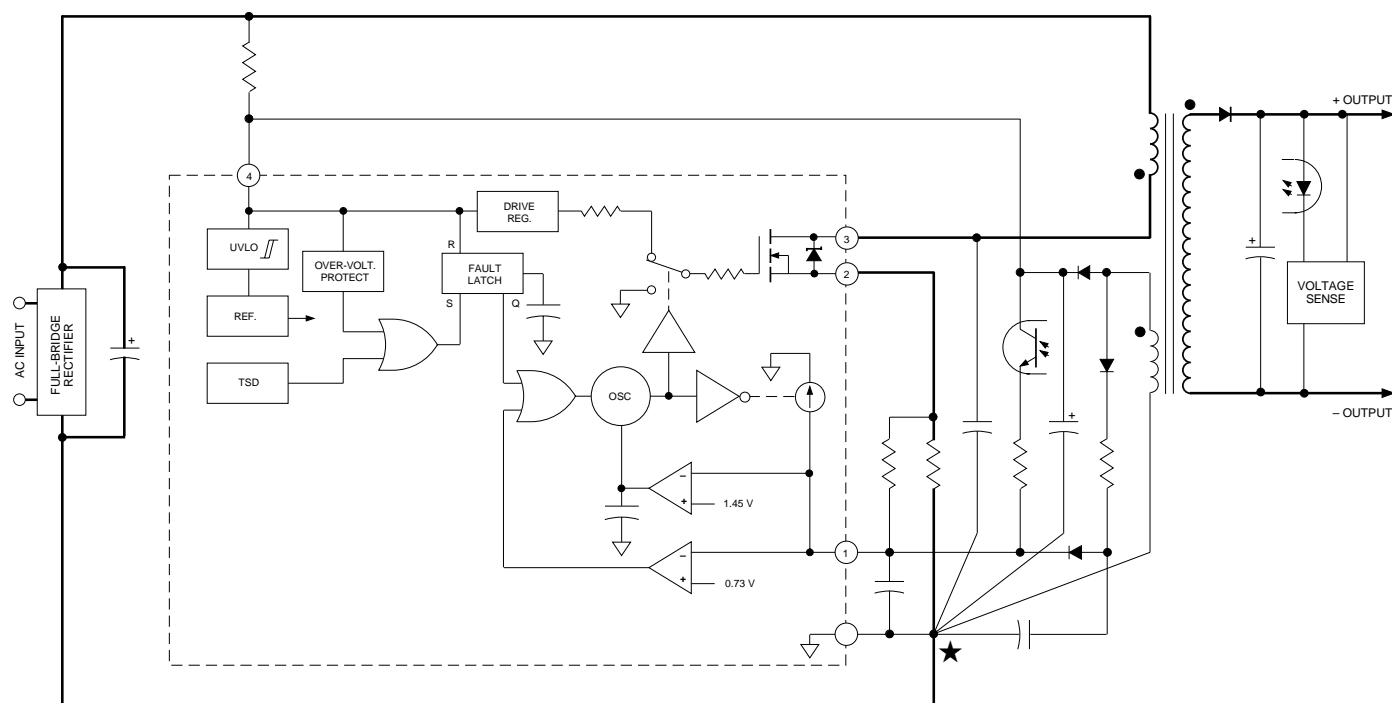 + OUTPUT
4
DRIVE
REG.
UVLO
R
3
OVER-VOLT.
PROTECT
FAULT
LATCH
2
+
VOLTAGE
SENSE
AC INPUT
FULL-BRIDGE
RECTIFIER
+
REF.
S
Q
TSD
OSC
– OUTPUT
+
–
+
1.45 V
1
–
+
0.73 V